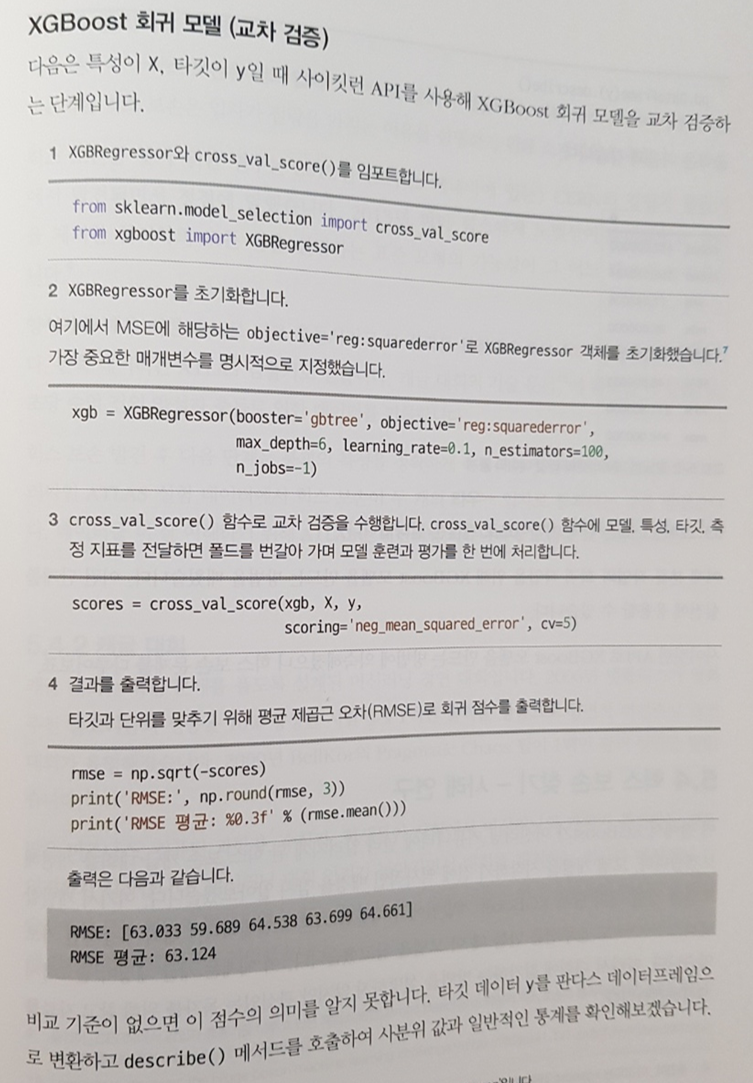 XGBoost 회귀 모델 (교차 검증)
다음은 특성이 X, 타깃이 y일 때 사이킷런 API를 사용해 XGBoost 회귀 모델을 교차 검증하
는 단계입니다.
1 XGBRegressor와 cross_val_score()를 임포트합니다.
from sklearn.model_selection import cross_val_score
from xgboost import XGBRegressor
2 XGBRegressor를 초기화합니다.
여기에서 MSE에 해당하는 objective='reg:squarederror'로 XGBRegressor 객체를 초기화했습니다.7
가장 중요한 매개변수를 명시적으로 지정했습니다.
xgb = XGBRegressor(booster='gbtree', objective='reg:squarederror',
max_depth=6, learning_rate=0.1, n_estimators=100,
n_jobs=-1)
3 cross_val_score() 함수로 교차 검증을 수행합니다. cross_val_score() 함수에 모델, 특성, 타깃, 측
정 지표를 전달하면 폴드를 번갈아 가며 모델 훈련과 평가를 한 번에 처리합니다.
scores = cross_val_score(xgb, X, y,
scoring='neg_mean_squared_error', cv=5)
4 결과를 출력합니다.
타깃과 단위를 맞추기 위해 평균 제곱근 오차(RMSE)로 회귀 점수를 출력합니다.
rmse = np.sqrt(-scores)
print('RMSE:', np.round(rmse, 3))
print('RMSE 평균: %0.3f' % (rmse.mean()))
출력은 다음과 같습니다.
RMSE: [63.033 59.689 64.538 63.699 64.661]
RMSE 평균: 63.124
비교 기준이 없으면 이 점수의 의미를 알지 못합니다. 타깃 데이터 y를 판다스 데이터프레임으
로 변환하고 describe() 메서드를 호출하여 사분위 값과 일반적인 통계를 확인해보겠습니다.